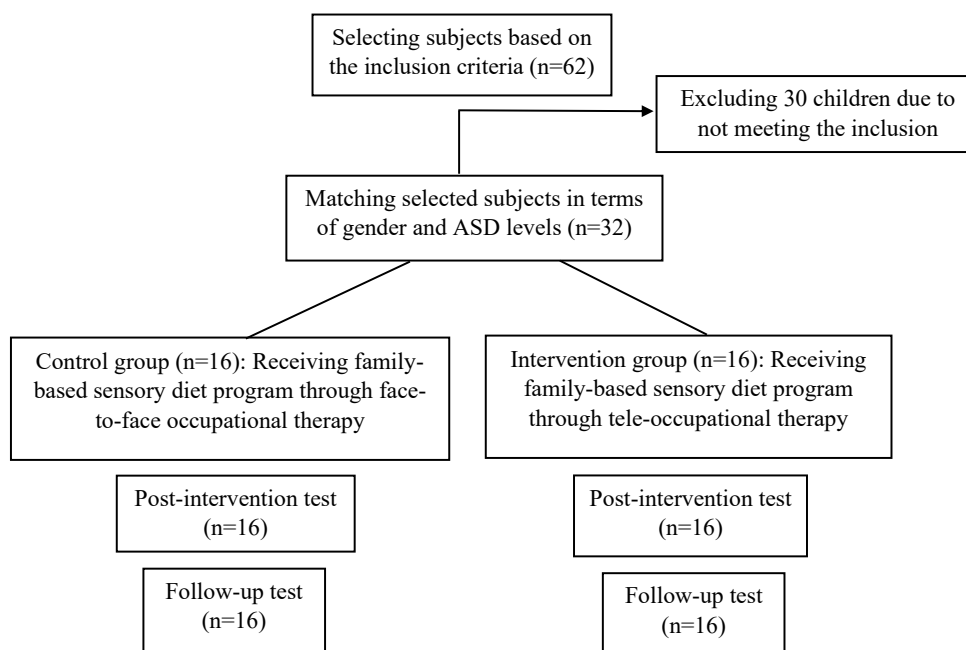 Selecting subjects based on
the inclusion criteria (n=62)
Excluding 30 children due to
not meeting the inclusion
Matching selected subjects in terms
of gender and ASD levels (n=32)
Control group (n=16): Receiving family-
based sensory diet program through face-
to-face occupational therapy
Intervention group (n=16): Receiving
family-based sensory diet program
through tele-occupational therapy
Post-intervention test
(n=16)
Post-intervention test
(n=16)
Follow-up test
(n=16)
Follow-up test
(n=16)